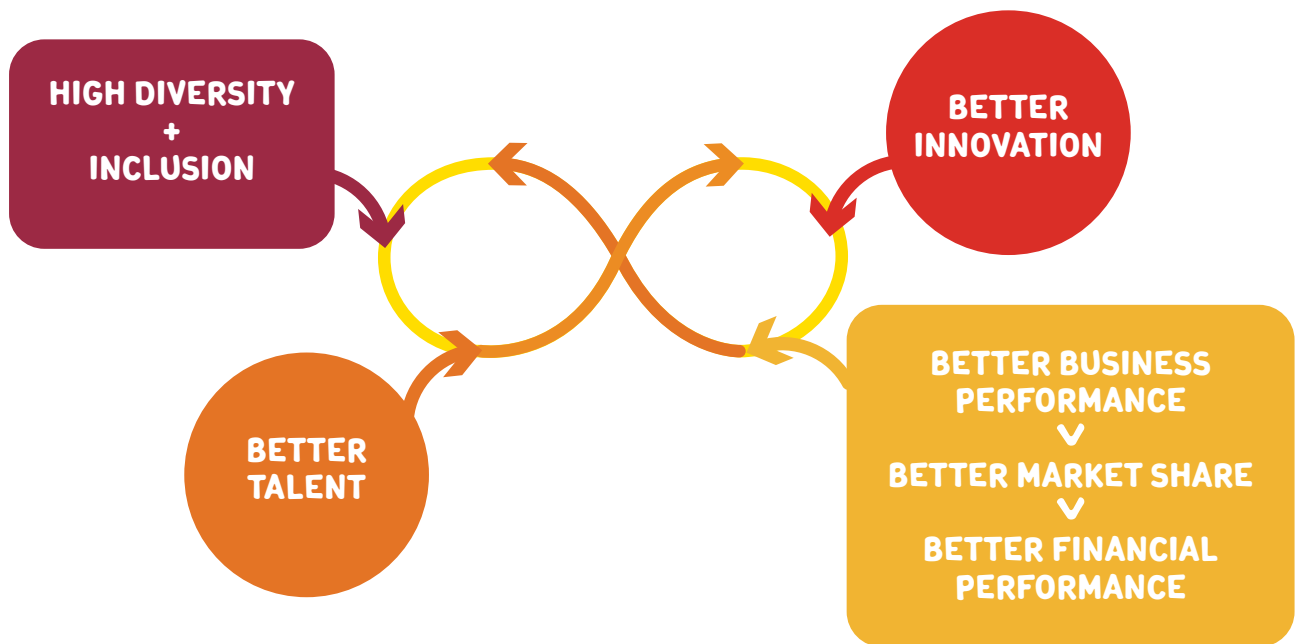 HIGH DIVERSITY
+
INCLUSION
BETTER
INNOVATION
BETTER
TALENT
BETTER BUSINESS
PERFORMANCE
BETTER MARKET SHARE
BETTER FINANCIAL
PERFORMANCE